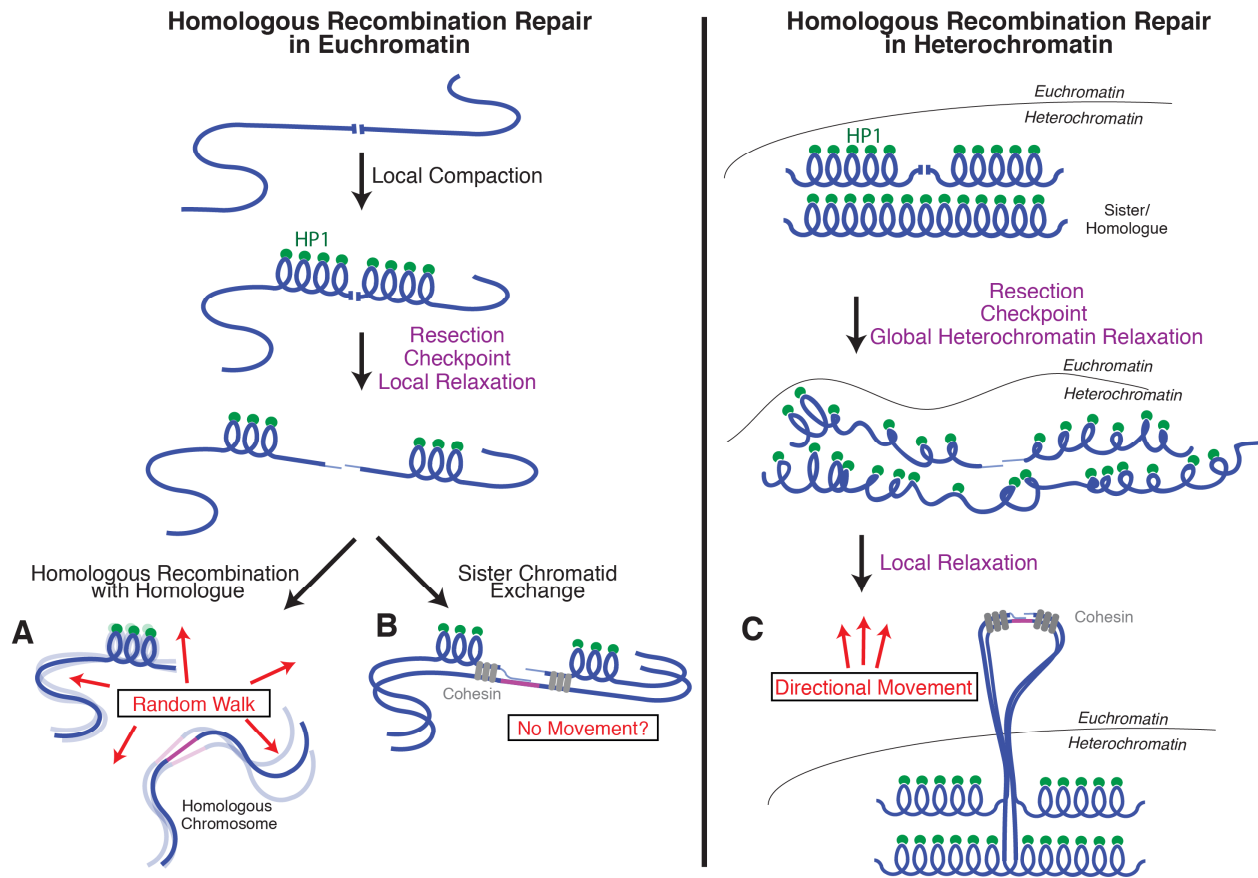 Homologous Recombination Repair
in Euchromatin
Local Compaction
HP1
Resection
Checkpoint
Local Relaxation
Homologous Recombination
with Homologue
Sister Chromatid
Exchange
A
Random Walk
Homologous
Chromosome
B
Cohesin
No Movement?
Homologous Recombination Repair
in Heterochromatin
Euchromatin
Heterochromatin
HP1
Sister/
Homologue
Resection
Checkpoint
Global Heterochromatin Relaxation
Euchromatin
Heterochromatin
Local Relaxation
C
Cohesin
Directional Movement
Euchromatin
Heterochromatin